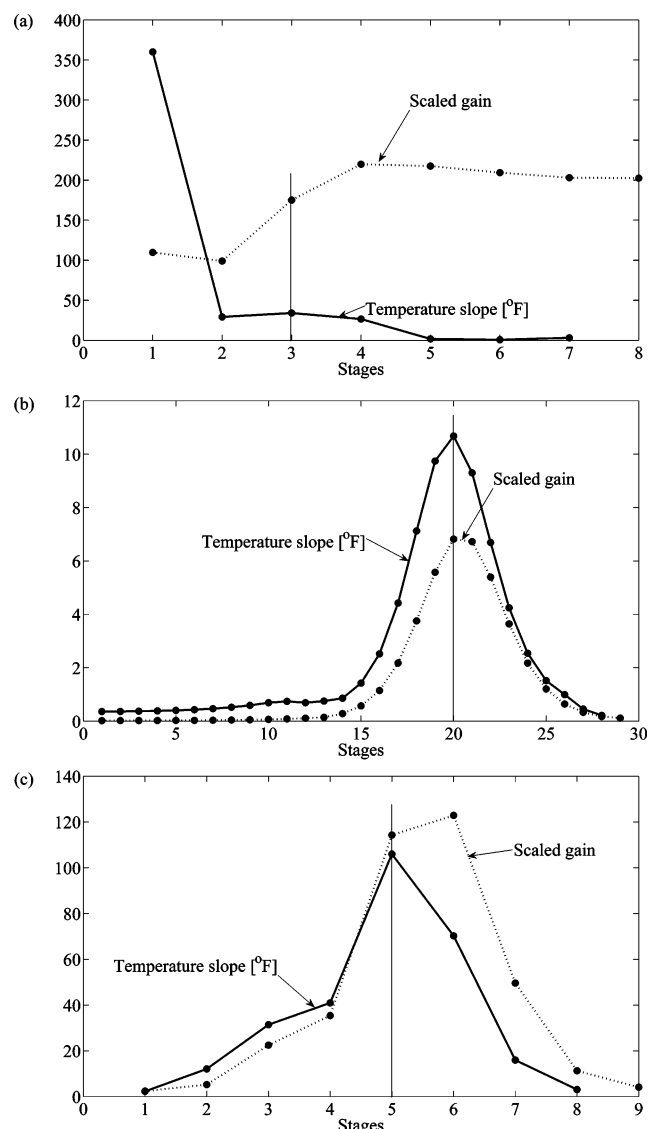 (a)
400
350
300
250
200
150
100
50
0
Scaled gain
Temperature slope [°F]
0 1 2 3 4 5 6 7 8
Stages
(b)
12
10
8
6
4
2
0
Scaled gain
Temperature slope [°F]
0 5 10 15 20 25 30
Stages
(c)
140
120
100
80
60
40
20
0
Scaled gain
Temperature slope [°F]
0 1 2 3 4 5 6 7 8 9
Stages